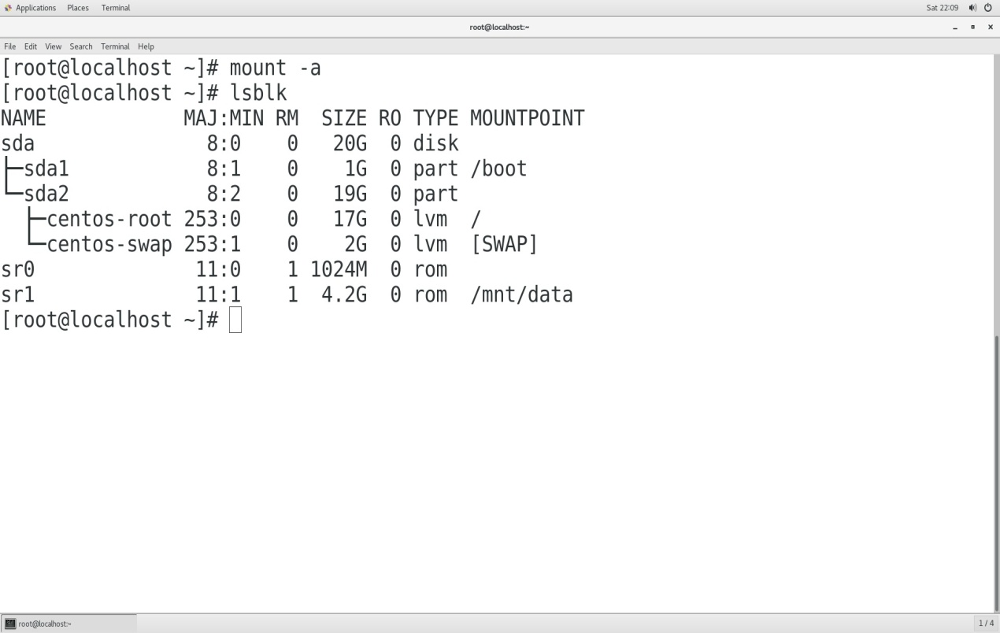 Applications Places Terminal Sat 22:09
root@localhost:~
File Edit View Search Terminal Help
[root@localhost ~]# mount -a
[root@localhost ~]# lsblk
NAME            MAJ:MIN RM  SIZE RO TYPE MOUNTPOINT
sda               8:0    0   20G  0 disk
├─sda1            8:1    0    1G  0 part /boot
└─sda2            8:2    0   19G  0 part
  ├─centos-root 253:0    0   17G  0 lvm  /
  └─centos-swap 253:1    0    2G  0 lvm  [SWAP]
sr0              11:0    1 1024M  0 rom
sr1              11:1    1  4.2G  0 rom  /mnt/data
[root@localhost ~]#
root@localhost:~ 1 / 4